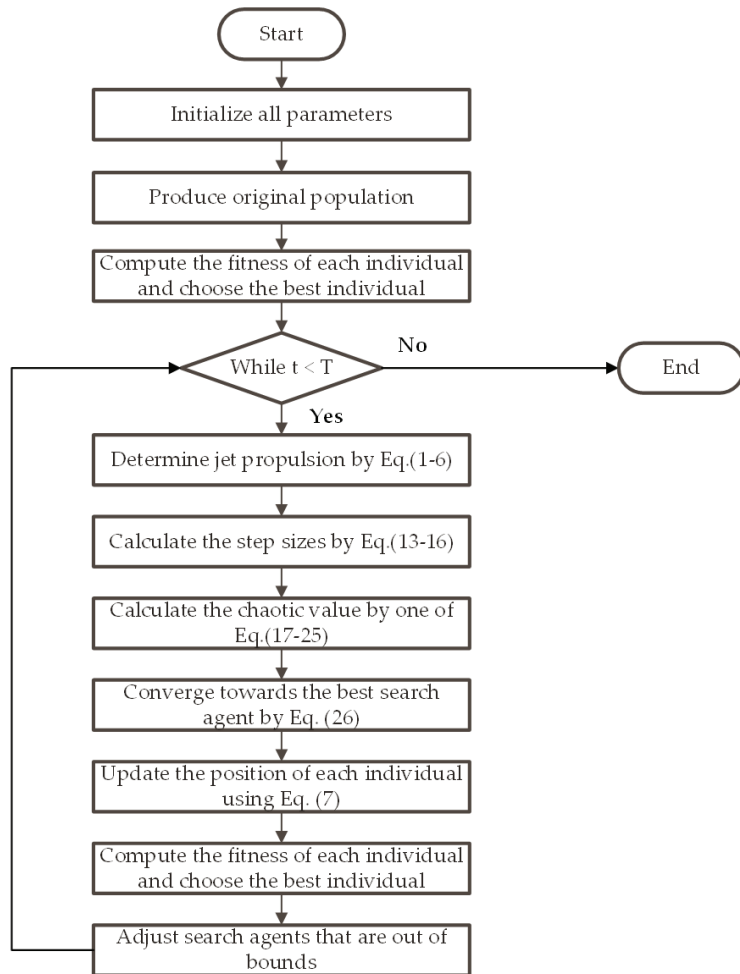 Start
Initialize all parameters
Produce original population
Compute the fitness of each individual
and choose the best individual
While t < T
No
End
Yes
Determine jet propulsion by Eq.(1-6)
Calculate the step sizes by Eq.(13-16)
Calculate the chaotic value by one of
Eq.(17-25)
Converge towards the best search
agent by Eq. (26)
Update the position of each individual
using Eq. (7)
Compute the fitness of each individual
and choose the best individual
Adjust search agents that are out of
bounds